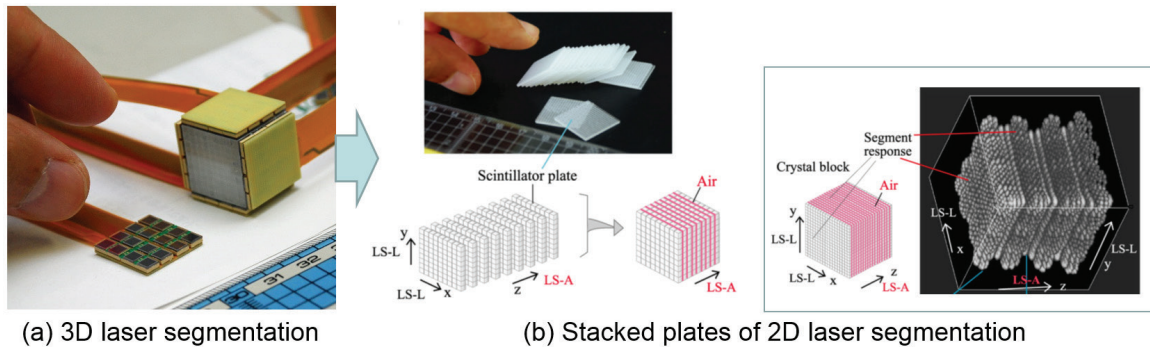 30 31 32
Scintillator plate
Air
y
LS-L
LS-L
x
z
LS-A
LS-A
Segment
response
Crystal block
Air
y
LS-L
LS-L
x
z
LS-A
LS-L
x
LS-A
z
LS-L
y
(a) 3D laser segmentation
(b) Stacked plates of 2D laser segmentation